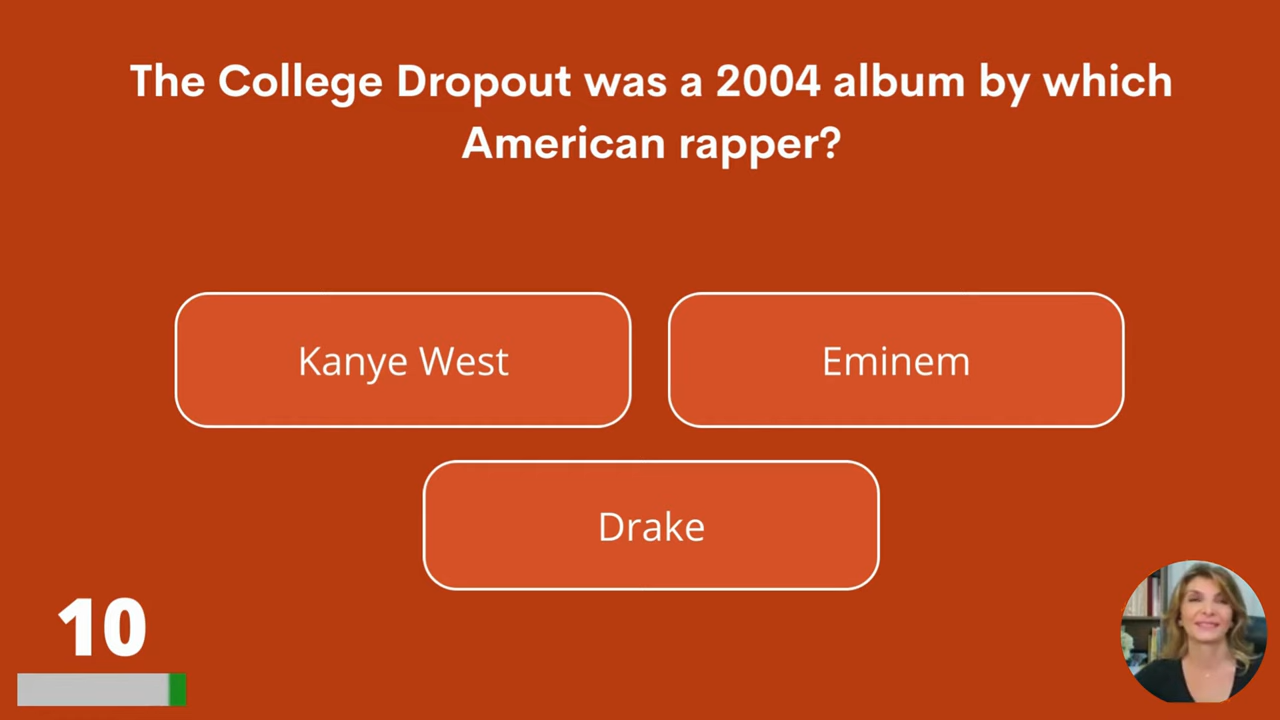 The College Dropout was a 2004 album by which
American rapper?
Kanye West
Eminem
Drake
10